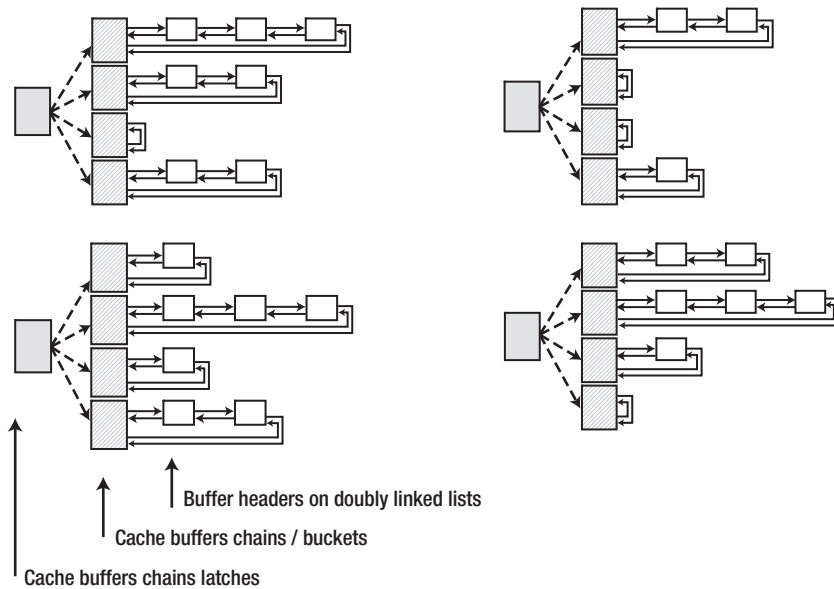 Buffer headers on doubly linked lists
Cache buffers chains / buckets
Cache buffers chains latches